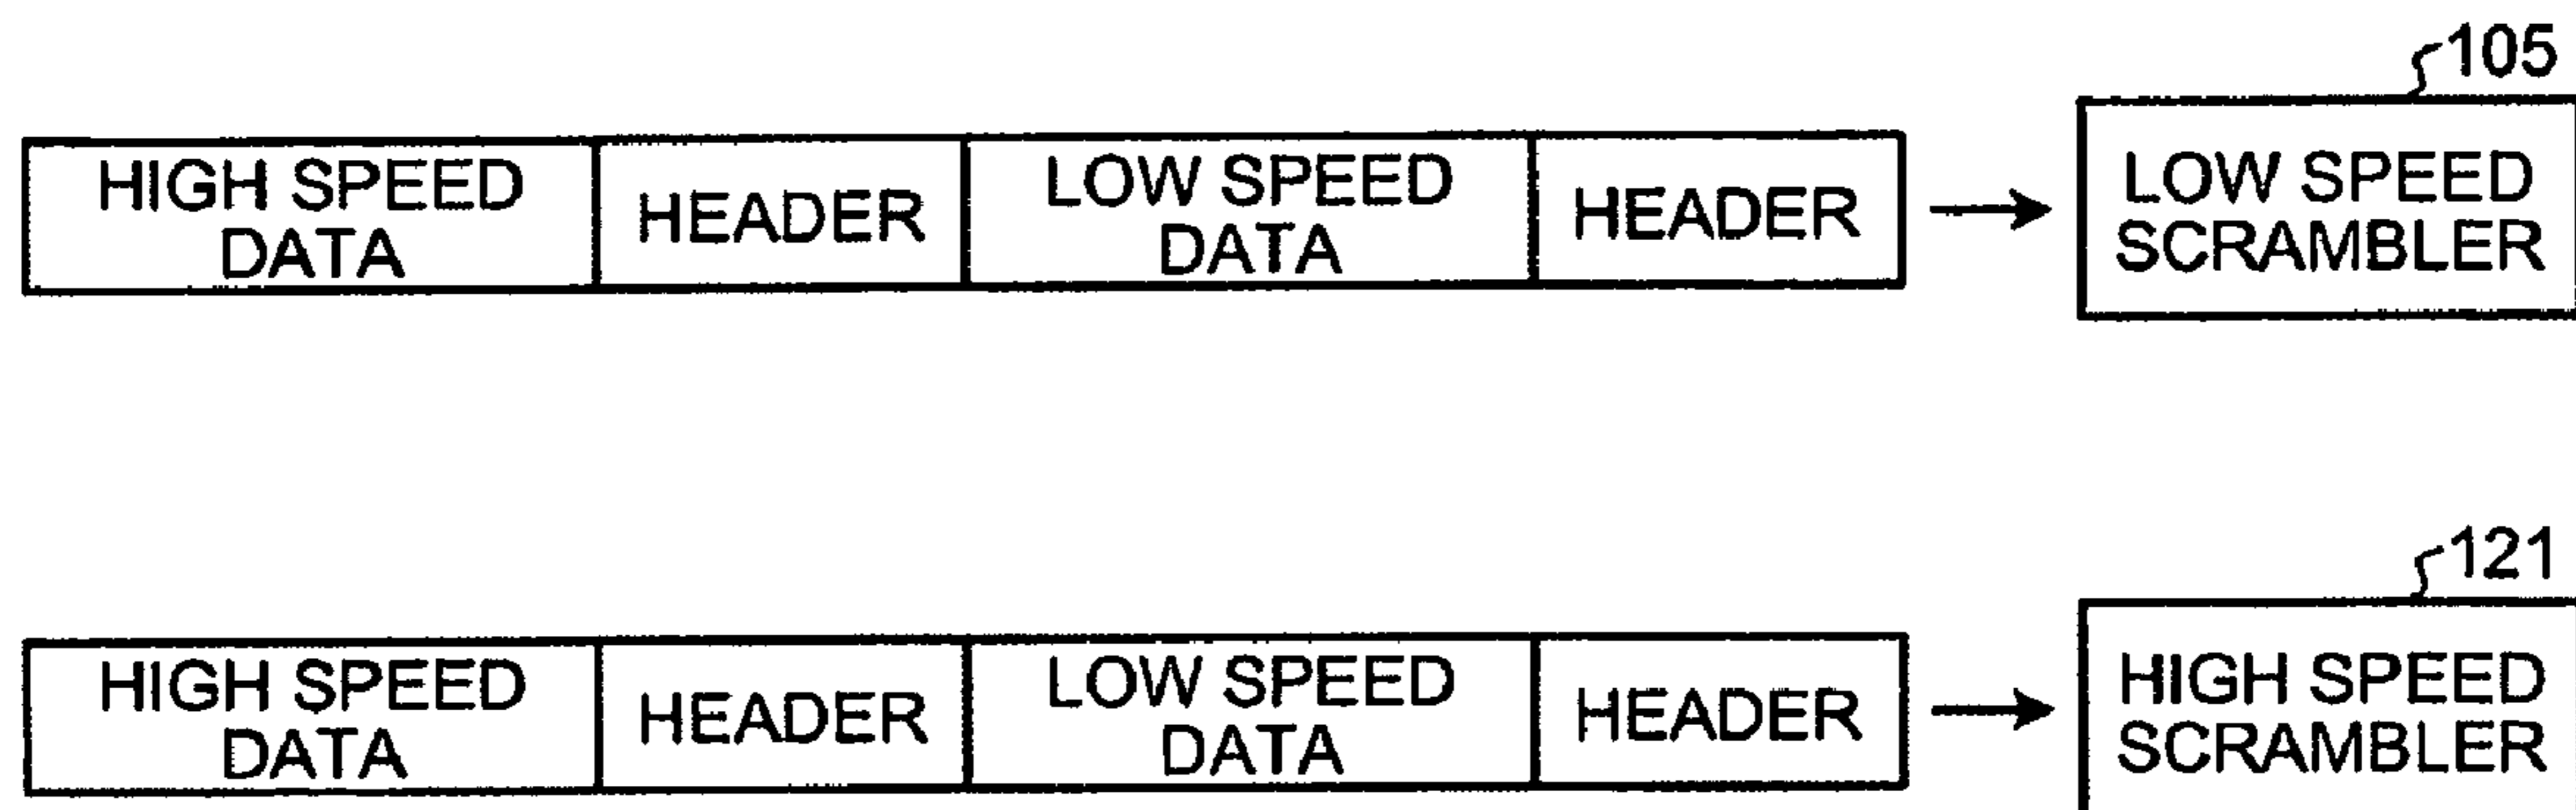 105
HIGH SPEED
DATA
HEADER
LOW SPEED
DATA
HEADER
LOW SPEED
SCRAMBLER
121
HIGH SPEED
DATA
HEADER
LOW SPEED
DATA
HEADER
HIGH SPEED
SCRAMBLER